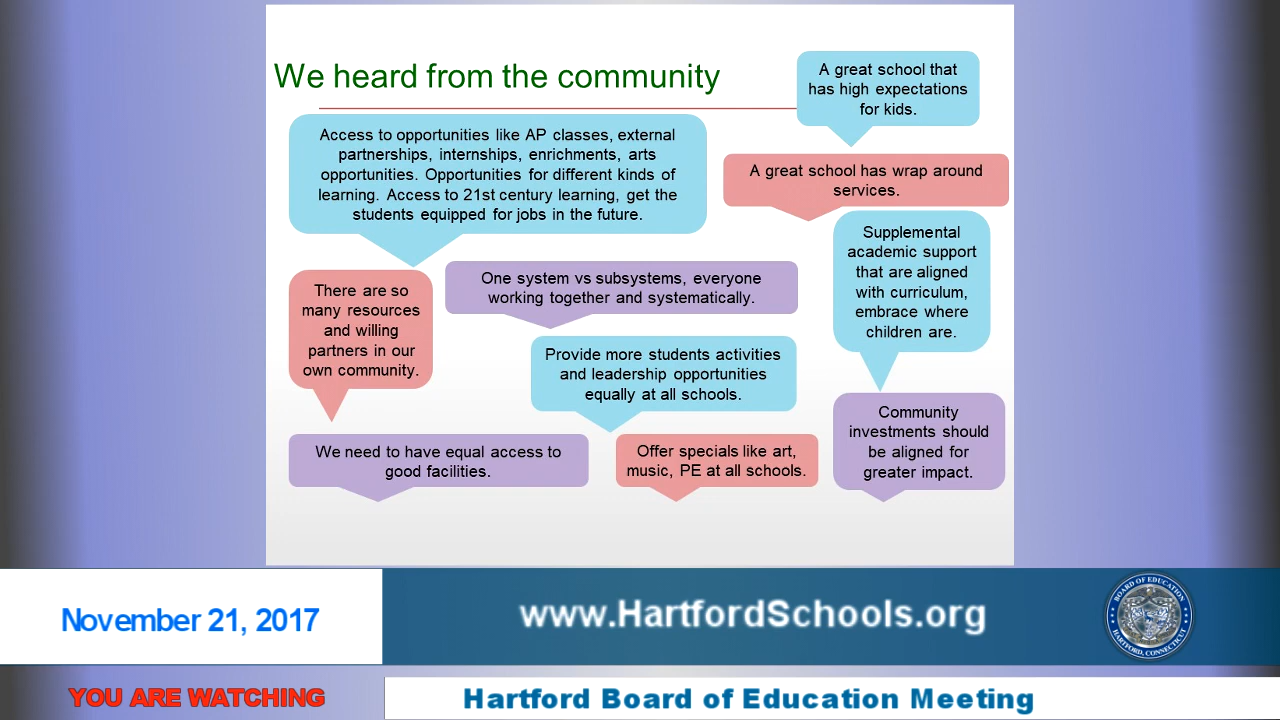 We heard from the community
A great school that
has high expectations
for kids.
Access to opportunities like AP classes, external
partnerships, internships, enrichments, arts
opportunities. Opportunities for different kinds of
learning. Access to 21st century learning, get the
students equipped for jobs in the future.
A great school has wrap around
services.
Supplemental
academic support
that are aligned
with curriculum,
embrace where
children are.
One system vs subsystems, everyone
working together and systematically.
There are so
many resources
and willing
partners in our
own community.
Provide more students activities
and leadership opportunities
equally at all schools.
Community
investments should
be aligned for
greater impact.
We need to have equal access to
good facilities.
Offer specials like art,
music, PE at all schools.
November 21, 2017
www.HartfordSchools.org
BOARD OF EDUCATION
HARTFORD, CONNECTICUT
YOU ARE WATCHING
Hartford Board of Education Meeting